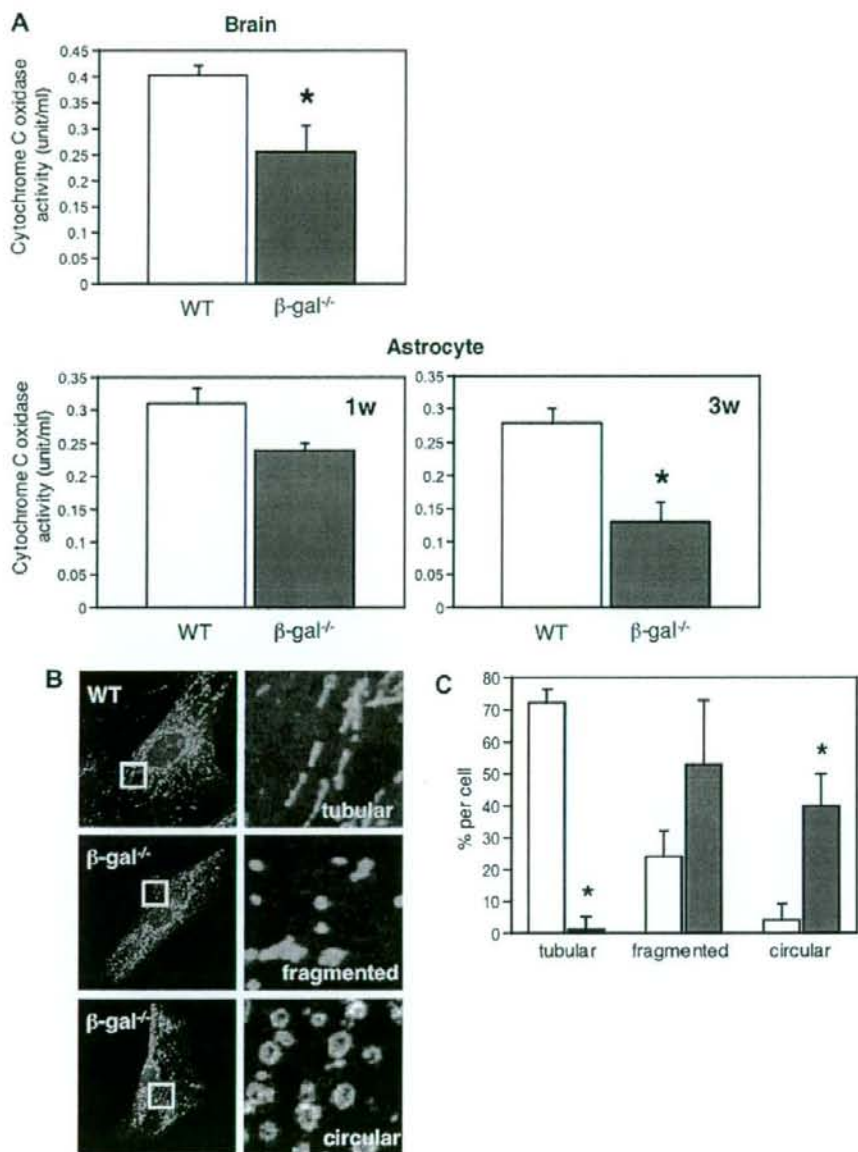 A
Brain
Cytochrome C oxidase
activity (unit/ml)
0.45
0.4
0.45
0.3
0.25
0.45
0.15
0.1
0.05
0
*
WT
β-gal-/-
Astrocyte
Cytochrome C oxidase
activity (unit/ml)
0.35
0.3
0.25
0.2
0.15
0.1
0.05
0
1w
WT
β-gal-/-
0.35
0.3
0.25
0.2
0.15
0.1
0.05
0
3w
*
WT
β-gal-/-
B
WT
tubular
β-gal-/-
fragmented
β-gal-/-
circular
C
% per cell
80
70
60
50
40
30
20
10
0
*
*
tubular
fragmented
circular